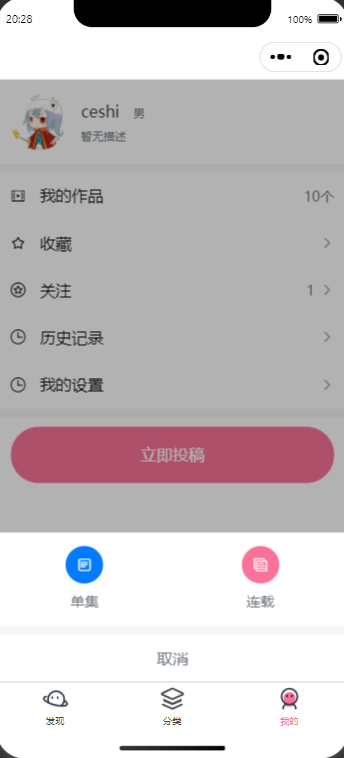 20:28 100%
ceshi 男
暂无描述
我的作品 10个
收藏
关注 1
历史记录
我的设置
立即投稿
单集 连载
取消
发现 分类 我的